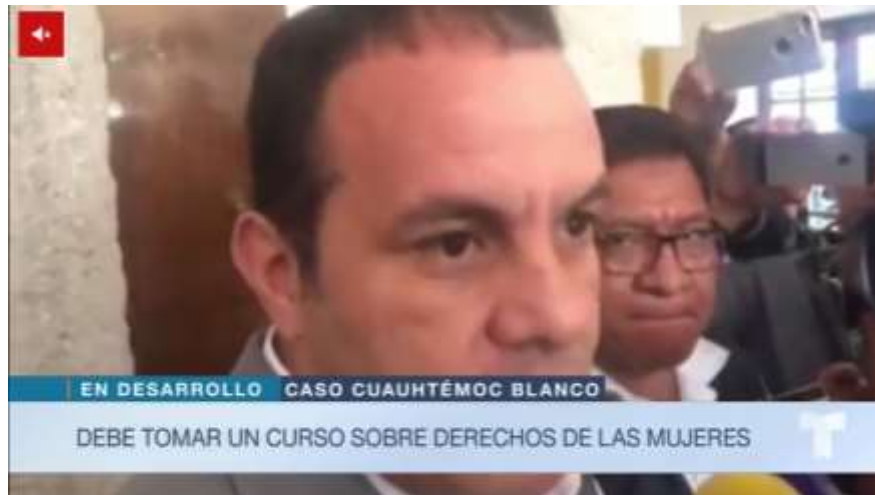 EN DESARROLLO CASO CUAUHTÉMOC BLANCO
DEBE TOMAR UN CURSO SOBRE DERECHOS DE LAS MUJERES
T